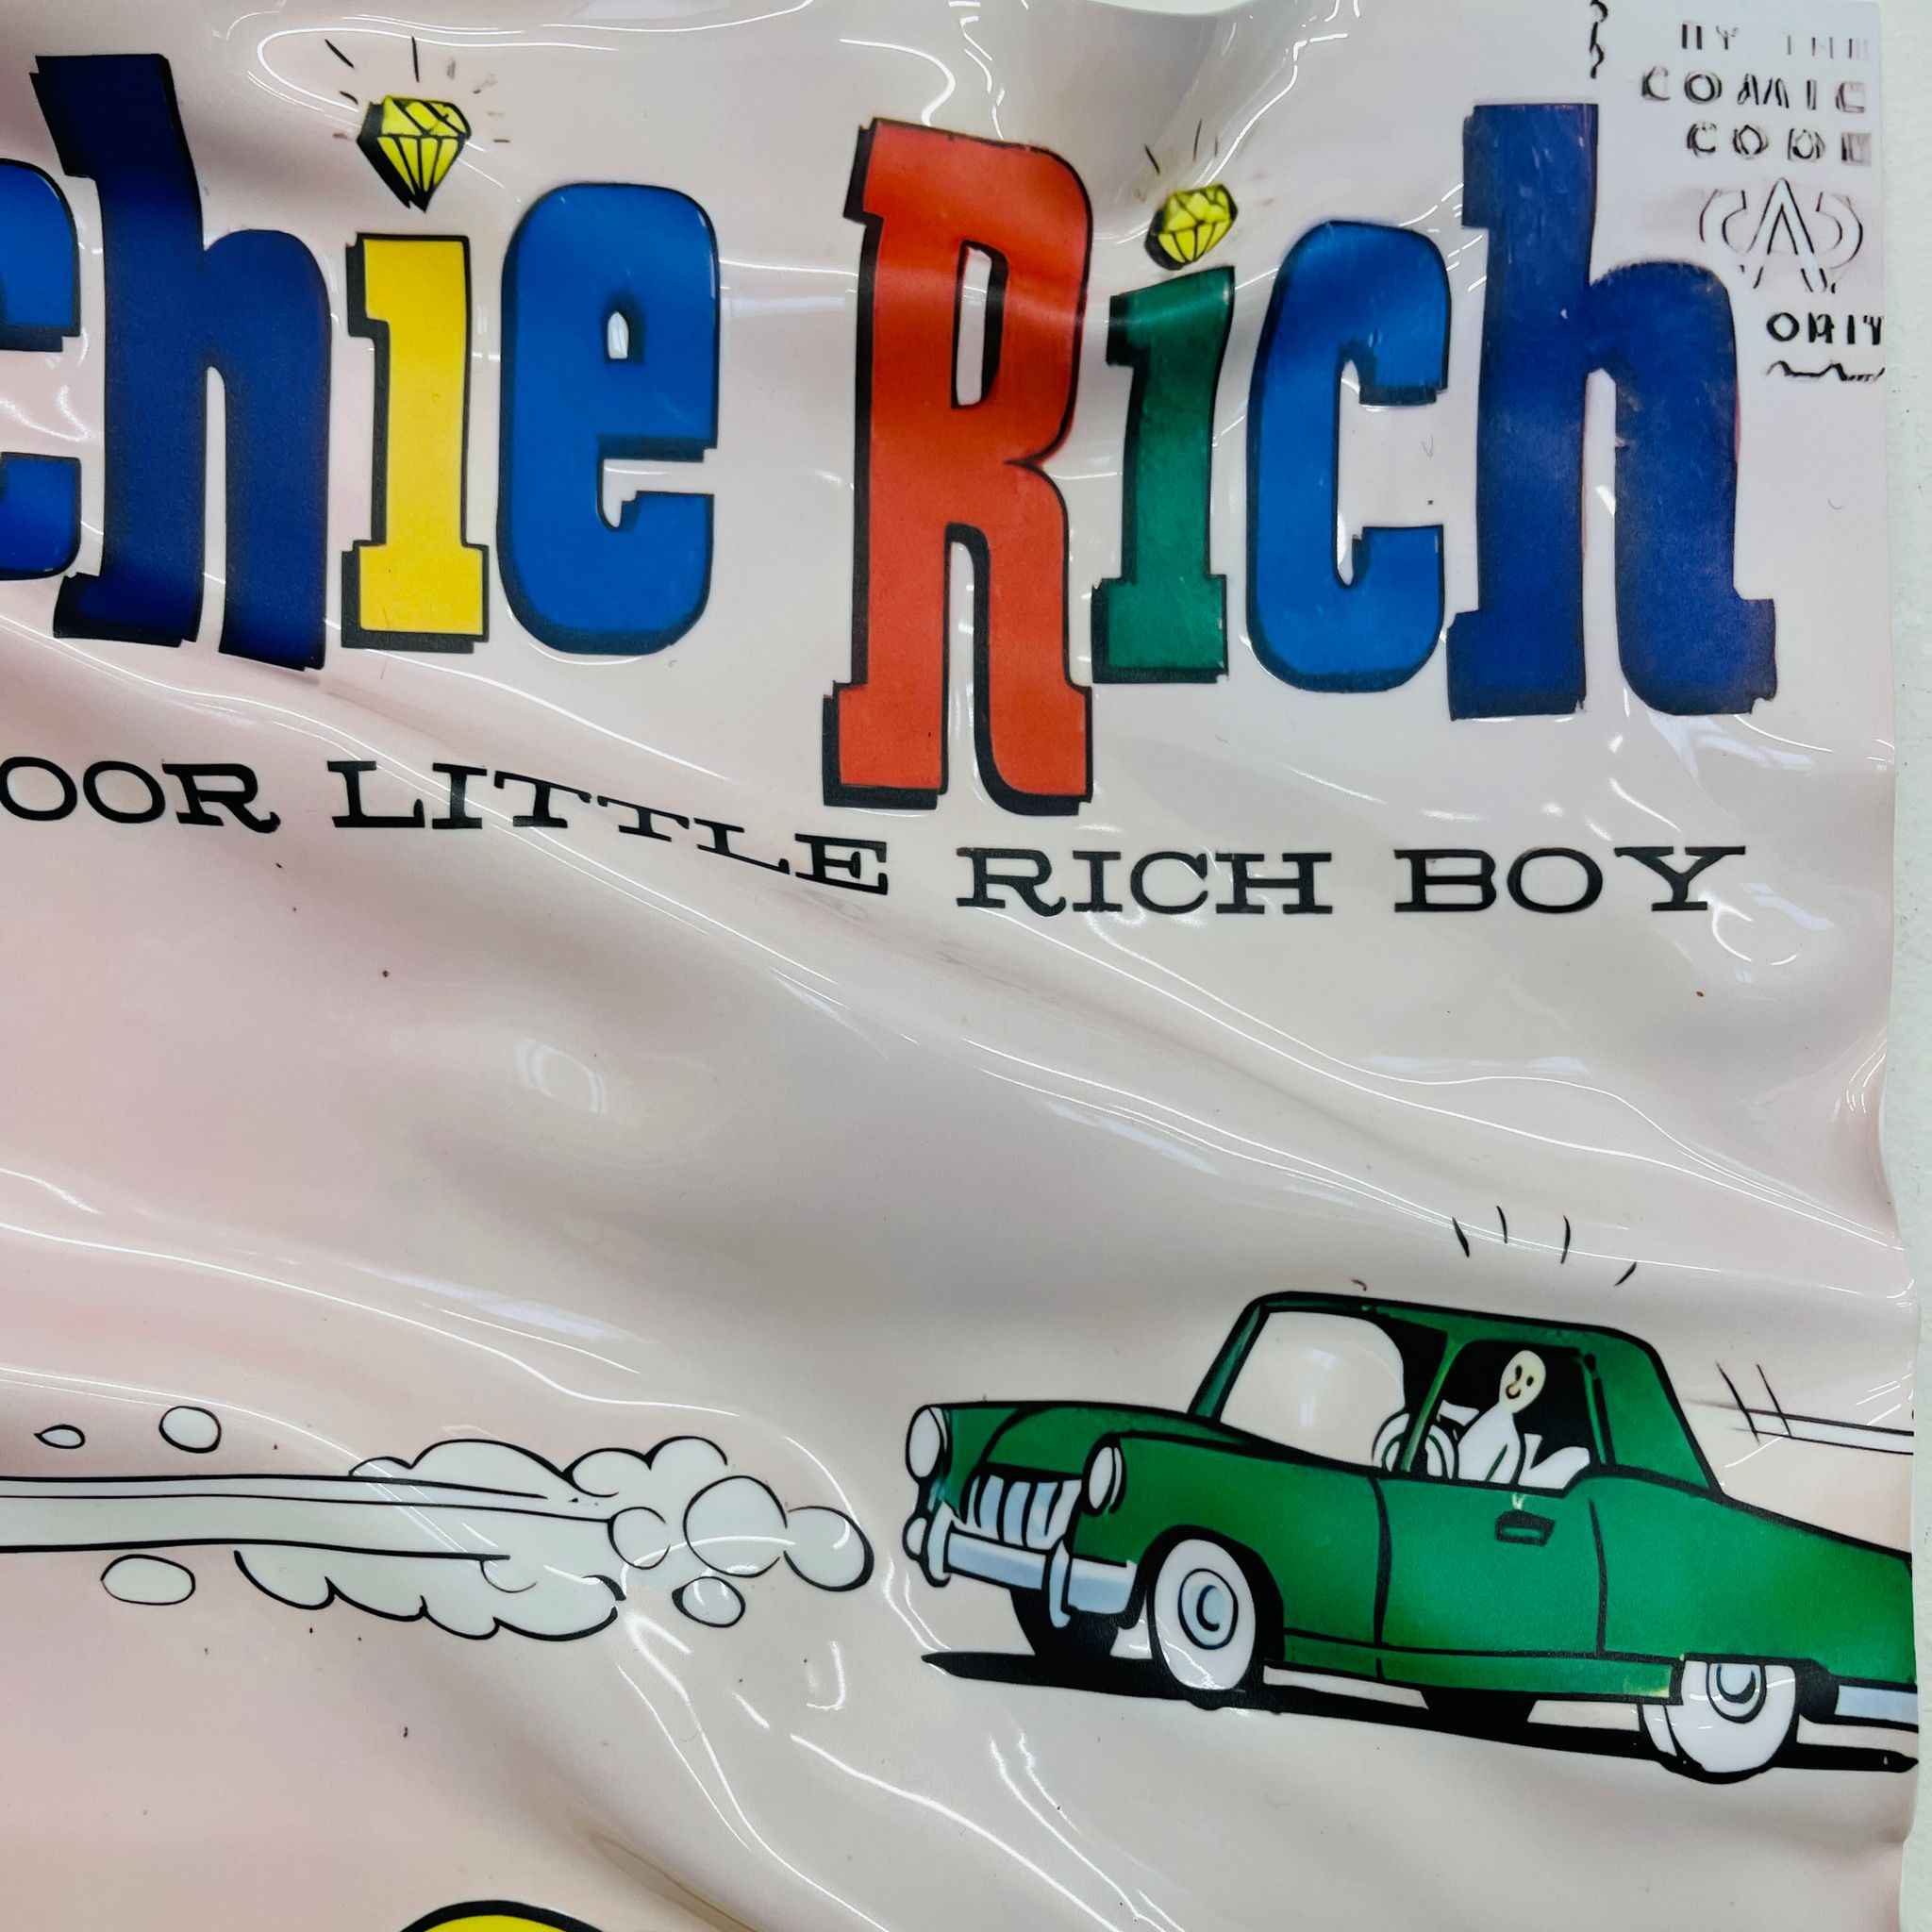 chie Rich
OOR LITTLE RICH BOY
COMIC
CODE